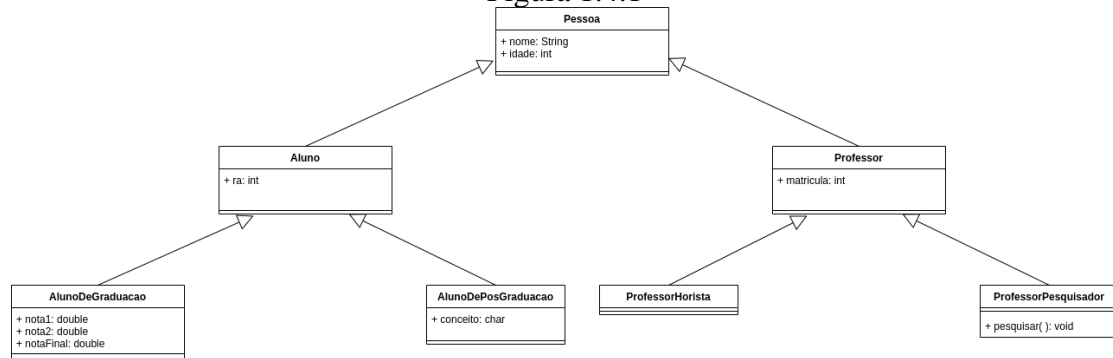 Pessoa
+ nome: String
+ idade: int
Aluno
+ ra: int
Professor
+ matricula: int
AlunoDeGraduacao
+ nota1: double
+ nota2: double
+ notaFinal: double
AlunoDePosGraduacao
+ conceito: char
ProfessorHorista
ProfessorPesquisador
+ pesquisar( ): void